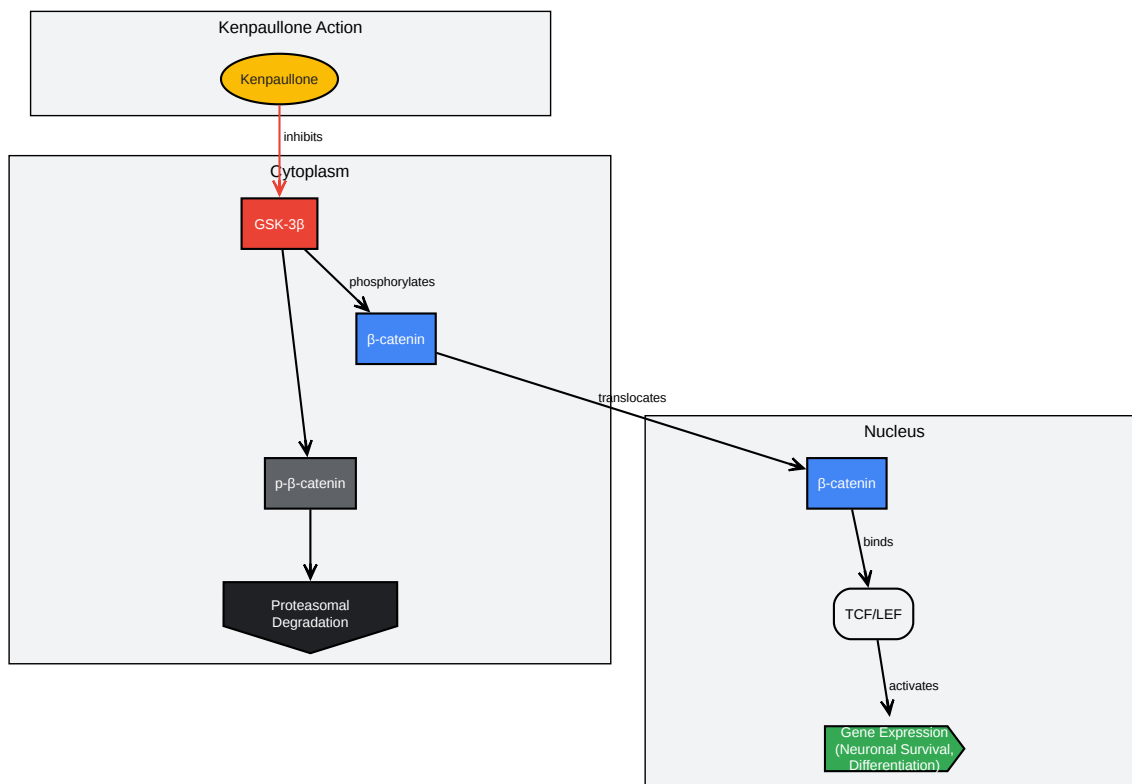 Kenpaullone Action
Kenpaullone
inhibits
Cytoplasm
GSK-3β
phosphorylates
β-catenin
translocates
Nucleus
p-β-catenin
β-catenin
binds
Proteasomal
Degradation
TCF/LEF
activates
Gene Expression
(Neuronal Survival,
Differentiation)